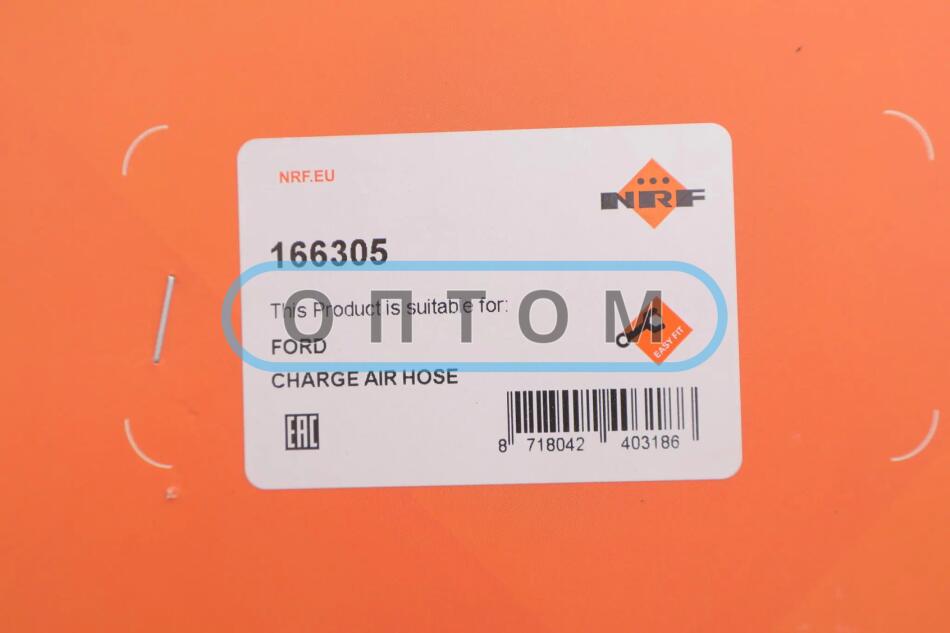 NRF.EU
NRF
166305
This Product is suitable for:
ОПТОМ
FORD
EASY FIT
CHARGE AIR HOSE
EAC
8 718042 403186